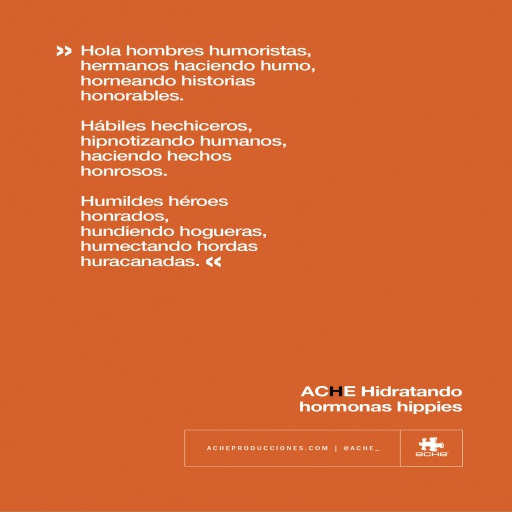 » Hola hombres humoristas,
hermanos haciendo humo,
horneando historias
honorables.
Hábiles hechiceros,
hipnotizando humanos,
haciendo hechos
honrosos.
Humildes héroes
honrados,
hundiendo hogueras,
humectando hordas
huracanadas. «
ACHE Hidratando
hormonas hippies
ACHEPRODUCCIONES.COM | @ACHE_
ACHE